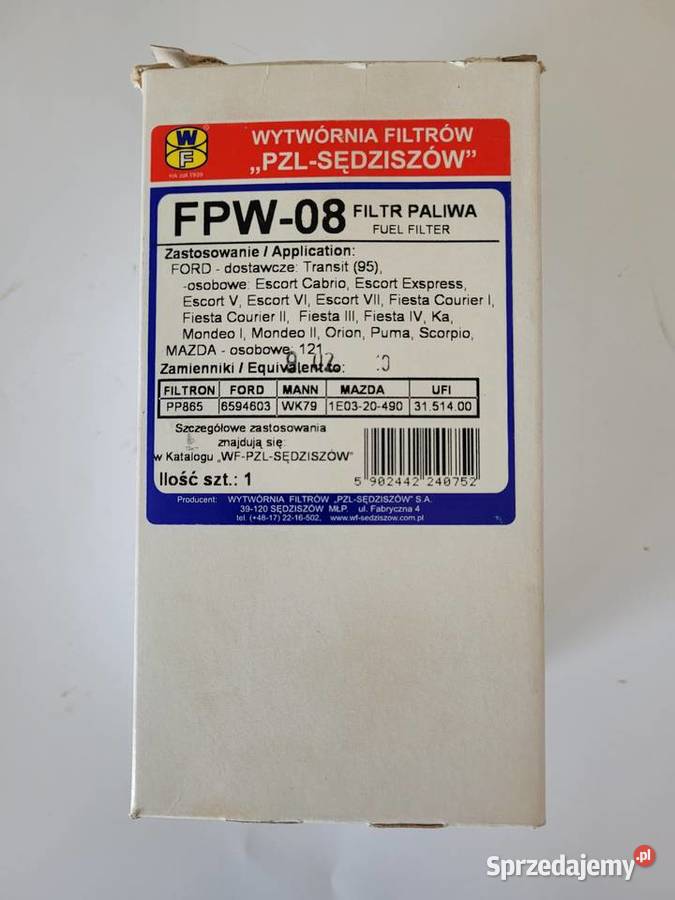 WF
®
rok zał.1939
WYTWÓRNIA FILTRÓW
„PZL-SĘDZISZÓW”
FPW-08 FILTR PALIWA
FUEL FILTER
Zastosowanie / Application:
FORD - dostawcze: Transit (95),
-osobowe: Escort Cabrio, Escort Exspress,
Escort V, Escort VI, Escort VII, Fiesta Courier I,
Fiesta Courier II, Fiesta III, Fiesta IV, Ka,
Mondeo I, Mondeo II, Orion, Puma, Scorpio,
MAZDA - osobowe: 121
Zamienniki / Equivalent to:
FILTRON FORD MANN MAZDA UFI
PP865 6594603 WK79 1E03-20-490 31.514.00
Szczegółowe zastosowania
znajdują się:
w Katalogu „WF-PZL-SĘDZISZÓW”
Ilość szt.: 1
5 902442 240752
Producent: WYTWÓRNIA FILTRÓW „PZL-SĘDZISZÓW” S.A.
39-120 SĘDZISZÓW MŁP. ul. Fabryczna 4
tel. (+48-17) 22-16-502, www.wf-sedziszow.com.pl
Sprzedajemy.pl